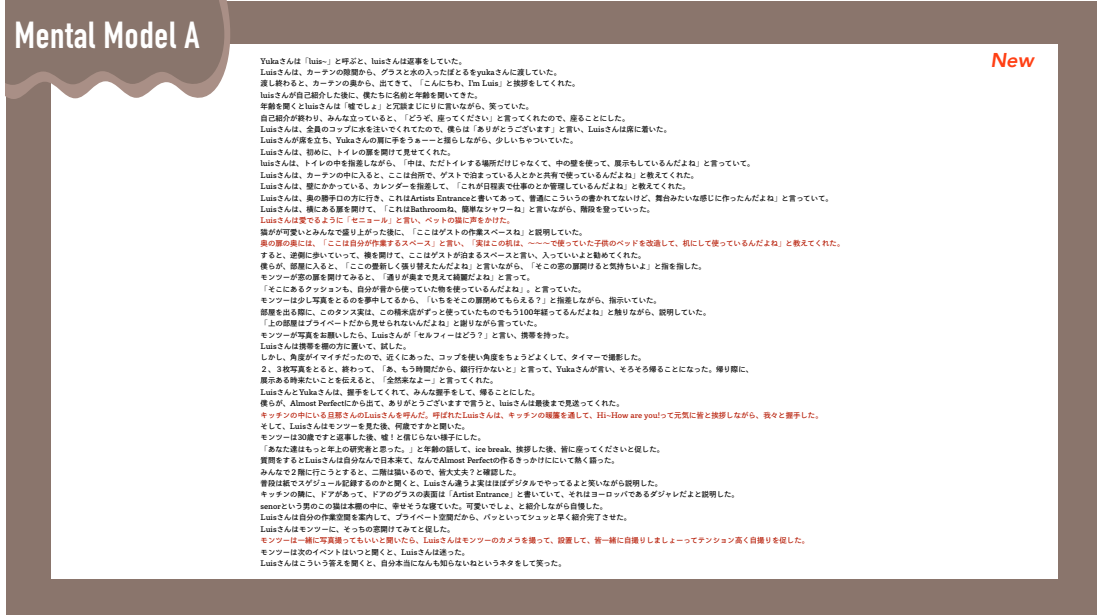 Mental Model A
New
Yukaさんは「luis~」と呼ぶと、luisさんは返事をしていた。
Luisさんは、カーテンの隙間から、グラスと水の入ったぼとるをyukaさんに渡していた。
渡し終わると、カーテンの奥から、出てきて、「こんにちわ、I'm Luis」と挨拶をしてくれた。
luisさんが自己紹介した後に、僕たちに名前と年齢を聞いてきた。
年齢を聞くとluisさんは「嘘でしょ」と冗談まじにりに言いながら、笑っていた。
自己紹介が終わり、みんな立っていると、「どうぞ、座ってください」と言ってくれたので、座ることにした。
Luisさんは、全員のコップに水を注いでくれてたので、僕らは「ありがとうございます」と言い、Luisさんは席に着いた。
Luisさんが席を立ち、Yukaさんの肩に手をうぁーーと揺らしながら、少しいちゃついていた。
Luisさんは、初めに、トイレの扉を開けて見せてくれた。
luisさんは、トイレの中を指差しながら、「中は、ただトイレする場所だけじゃなくて、中の壁を使って、展示もしているんだよね」と言っていて。
Luisさんは、カーテンの中に入ると、ここは台所で、ゲストで泊まっている人とかと共有で使っているんだよね」と教えてくれた。
Luisさんは、壁にかかっている、カレンダーを指差して、「これが日程表で仕事のとか管理しているんだよね」と教えてくれた。
Luisさんは、奥の勝手口の方に行き、これはArtists Entranceと書いてあって、普通にこういうの書かれてないけど、舞台みたいな感じに作ったんだよね」と言っていた。
Luisさんは、横にある扉を開けて、「これはBathroomね、簡単なシャワーね」と言いながら、階段を登っていった。
Luisさんは愛でるように「セニョール」と言い、ペットの猫に声をかけた。
猫がが可愛いとみんなで盛り上がった後に、「ここはゲストの作業スペースね」と説明していた。
奥の扉の奥には、「ここは自分が作業するスペース」と言い、「実はこの机は、～～～で使っていた子供のベッドを改造して、机にして使っているんだよね」と教えてくれた。
すると、逆側に歩いていって、襖を開けて、ここはゲストが泊まるスペースと言い、入っていいよと勧めてくれた。
僕らが、部屋に入ると、「ここの畳新しく張り替えたんだよね」と言いながら、「そこの窓の扉開けると気持ちいよ」と指を指した。
モンツが窓の扉を開けてみると、「通りが奥まで見えて綺麗だよね」と言って。
「そこにあるクッションも、自分が昔から使っていた物を使っているんだよね」。と言っていた。
モンツーは少し写真をとるのを夢中してるから、「いちをそこの扉閉めてもらえる？」と指差しながら、指示いていた。
部屋を出る際に、このタンス実は、この精米店がずっと使っていたものでもう100年経ってるんだよね」と触りながら、説明していた。
「上の部屋はプライベートだから見せられないんだよね」と謝りながら言っていた。
モンツーが写真をお願いしたら、Luisさんが「セルフィーはどう？」と言い、携帯を持った。
Luisさんは携帯を棚の方に置いて、試した。
しかし、角度がイマイチだったので、近くにあった、コップを使い角度をちょうどよくして、タイマーで撮影した。
２、３枚写真をとると、終わって、「あ、もう時間だから、銀行行かないと」と言って、Yukaさんが言い、そろそろ帰ることになった。帰り際に、
展示ある時来たいことを伝えると、「全然来なよー」と言ってくれた。
LuisさんとYukaさんは、握手をしてくれて、みんな握手をして、帰ることにした。
僕らが、Almost Perfectにから出て、ありがとうございますで言うと、luisさんは最後まで見送ってくれた。
キッチンの中にいる旦那さんのLuisさんを呼んだ。呼ばれたLuisさんは、キッチンの暖簾を通して、Hi~How are you!って元気に皆と挨拶しながら、我々と握手した。
そして、Luisさんはモンツーを見た後、何歳ですかと聞いた。
モンツーは30歳ですと返事した後、嘘！と信じらない様子にした。
「あなた達はもっと年上の研究者と思った。」と年齢の話して、ice break、挨拶した後、皆に座ってくださいと促した。
質問をするとLuisさんは自分なんで日本来て、なんでAlmost Perfectの作るきっかけににいて熱く語った。
みんなで２階に行こうとすると、二階は猫いるので、皆大丈夫？と確認した。
普段は紙でスケジュール記録するのかと聞くと、Luisさん違うよ実はほぼデジタルでやってるよと笑いながら説明した。
キッチンの隣に、ドアがあって、ドアのグラスの表面は「Artist Entrance」と書いていて、それはヨーロッパであるダジャレだよと説明した。
senorという男のこの猫は本棚の中に、幸せそうな寝ていた。可愛いでしょ、と紹介しながら自慢した。
Luisさんは自分の作業空間を案内して、プライベート空間だから、パッといってシュッと早く紹介完了させた。
Luisさんはモンツーに、そっちの窓開けてみてと促した。
モンツーは一緒に写真撮ってもいいと聞いたら、Luisさんはモンツーのカメラを撮って、設置して、皆一緒に自撮りしましょーってテンション高く自撮りを促した。
モンツーは次のイベントはいつと聞くと、Luisさんは迷った。
Luisさんはこういう答えを聞くと、自分本当になんも知らないねというネタをして笑った。